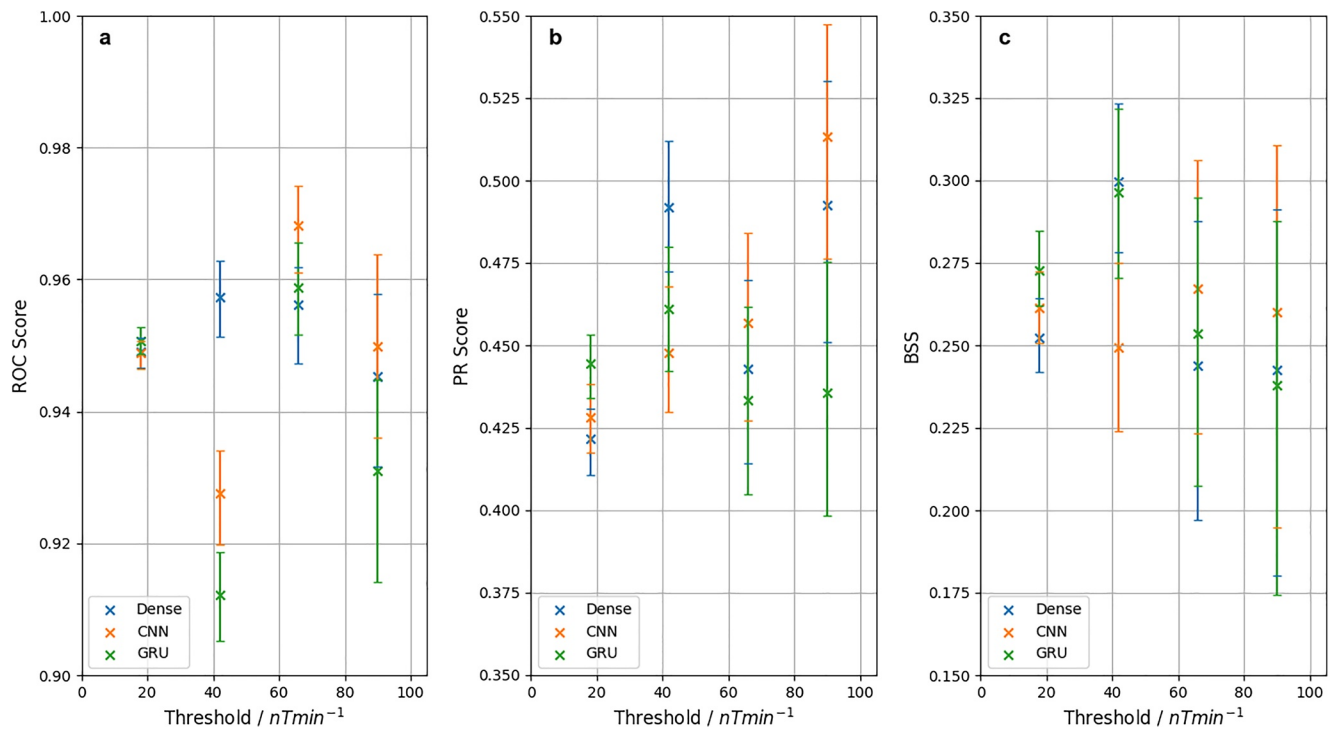 a
ROC Score
1.00
0.98
0.96
0.94
0.92
0.90
Dense
CNN
GRU
0 20 40 60 80 100
Threshold / nTmin⁻¹
b
PR Score
0.550
0.525
0.500
0.475
0.450
0.425
0.400
0.375
0.350
Dense
CNN
GRU
0 20 40 60 80 100
Threshold / nTmin⁻¹
c
BSS
0.350
0.325
0.300
0.275
0.250
0.225
0.200
0.175
0.150
Dense
CNN
GRU
0 20 40 60 80 100
Threshold / nTmin⁻¹